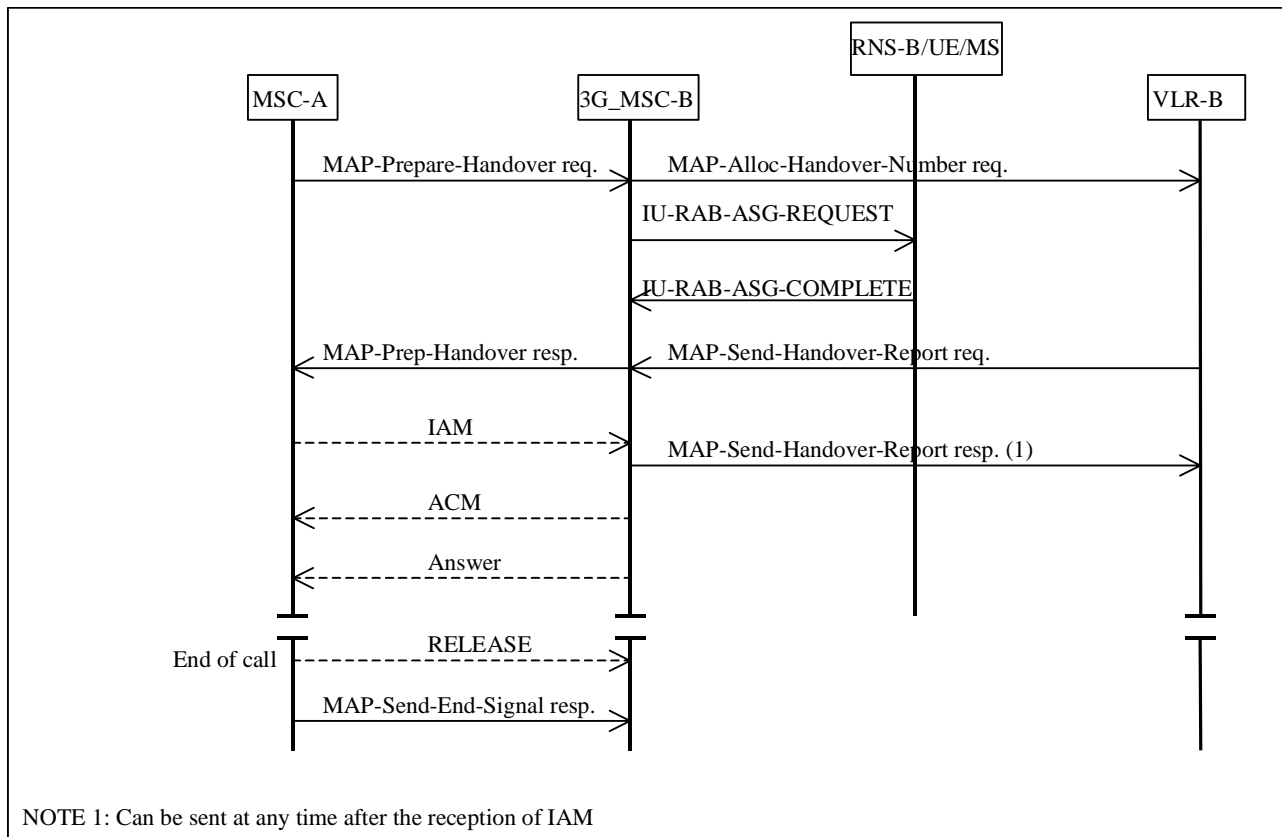 RNS-B/UE/MS
MSC-A
3G_MSC-B
VLR-B
MAP-Prepare-Handover req.
MAP-Alloc-Handover-Number req.
IU-RAB-ASG-REQUEST
IU-RAB-ASG-COMPLETE
MAP-Prep-Handover resp.
MAP-Send-Handover-Report req.
IAM
MAP-Send-Handover-Report resp. (1)
ACM
Answer
RELEASE
End of call
MAP-Send-End-Signal resp.
NOTE 1: Can be sent at any time after the reception of IAM